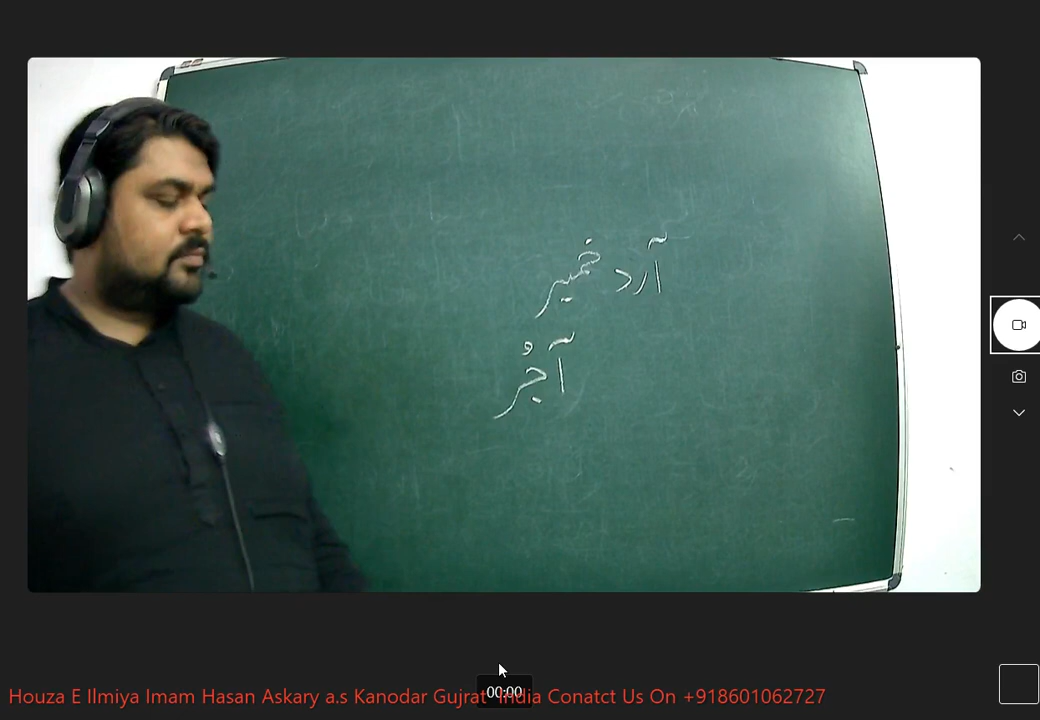 آرد خمیر
آجُر
00:00
Houza E Ilmiya Imam Hasan Askary a.s Kanodar Gujrat India Conatct Us On +918601062727